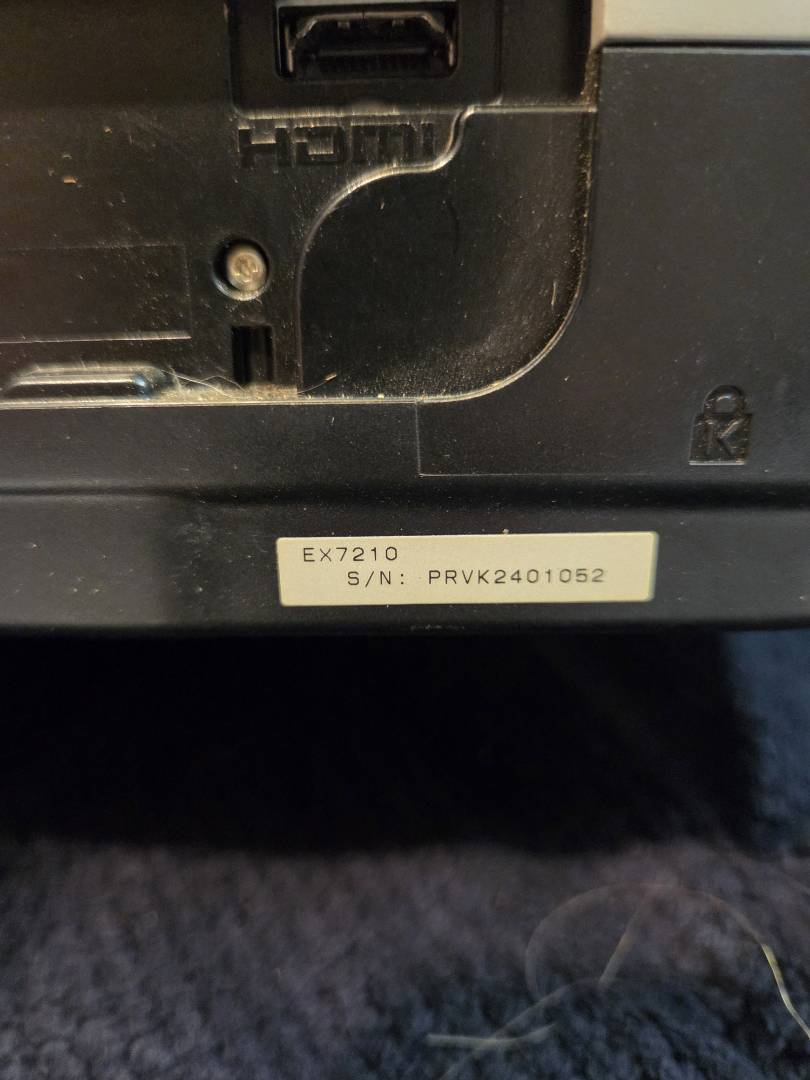 HDMI
K
EX7210
S/N: PRVK2401052